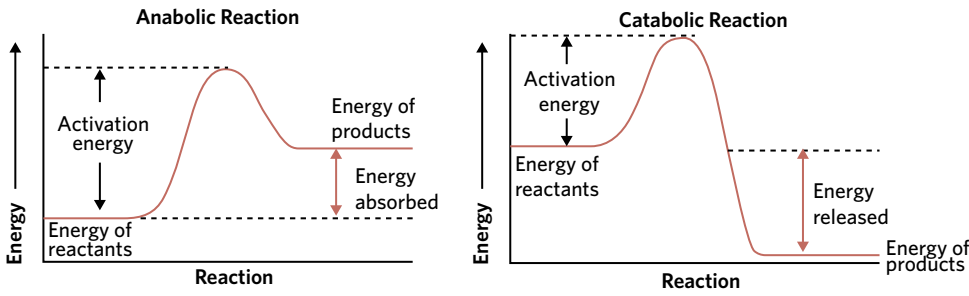 Anabolic Reaction
Energy
Activation
energy
Energy of
products
Energy
absorbed
Energy of
reactants
Reaction
Catabolic Reaction
Energy
Activation
energy
Energy of
reactants
Energy
released
Energy of
products
Reaction